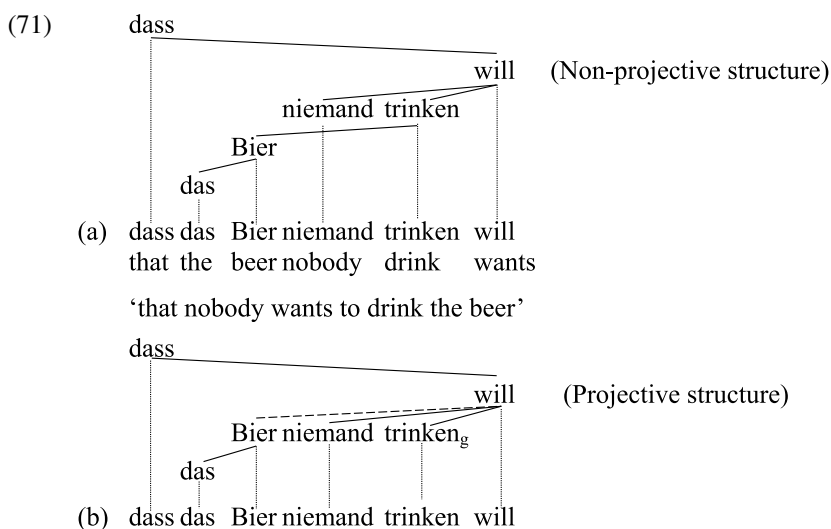 (71) dass
will (Non-projective structure)
niemand trinken
Bier
das
(a) dass das Bier niemand trinken will
that the beer nobody drink wants
‘that nobody wants to drink the beer’
dass
will (Projective structure)
Bier niemand trinkeng
das
(b) dass das Bier niemand trinken will